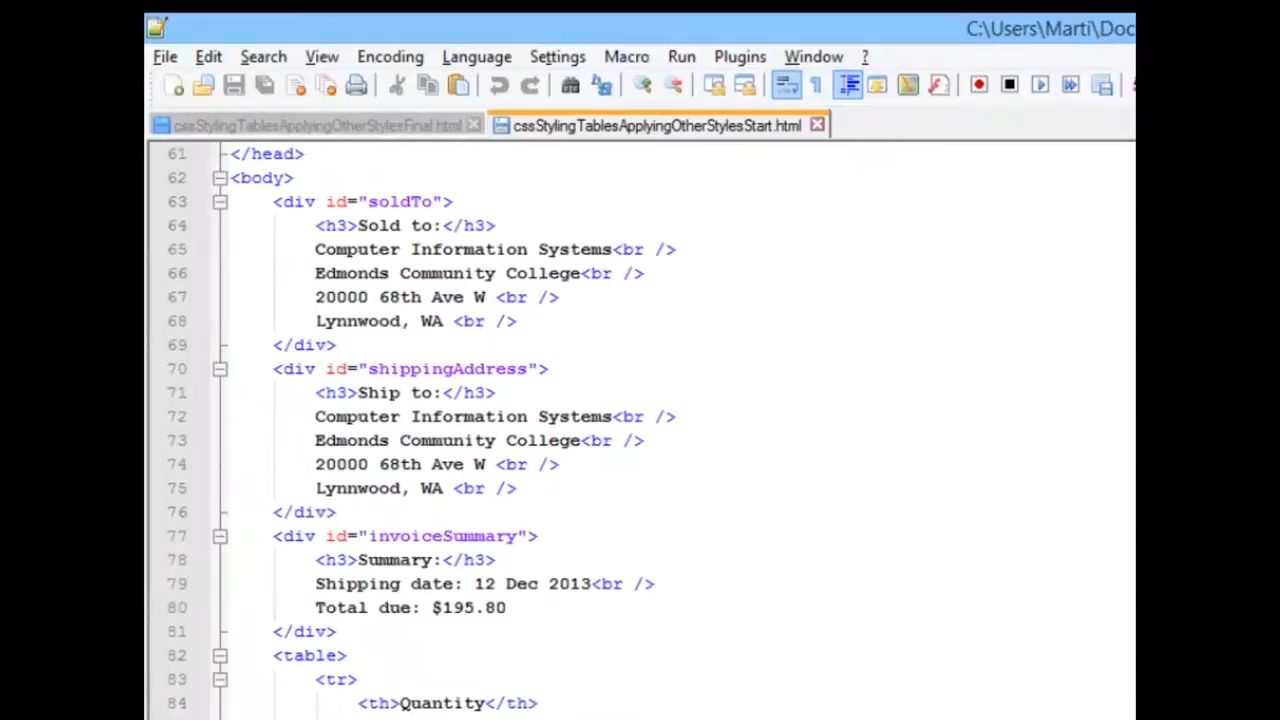 C:\Users\Marti\Doc
File Edit Search View Encoding Language Settings Macro Run Plugins Window ?
cssStylingTablesApplyingOtherStylesFinal.html cssStylingTablesApplyingOtherStylesStart.html
61 </head>
62 <body>
63 <div id="soldTo">
64 <h3>Sold to:</h3>
65 Computer Information Systems<br />
66 Edmonds Community College<br />
67 20000 68th Ave W <br />
68 Lynnwood, WA <br />
69 </div>
70 <div id="shippingAddress">
71 <h3>Ship to:</h3>
72 Computer Information Systems<br />
73 Edmonds Community College<br />
74 20000 68th Ave W <br />
75 Lynnwood, WA <br />
76 </div>
77 <div id="invoiceSummary">
78 <h3>Summary:</h3>
79 Shipping date: 12 Dec 2013<br />
80 Total due: $195.80
81 </div>
82 <table>
83 <tr>
84 <th>Quantity</th>